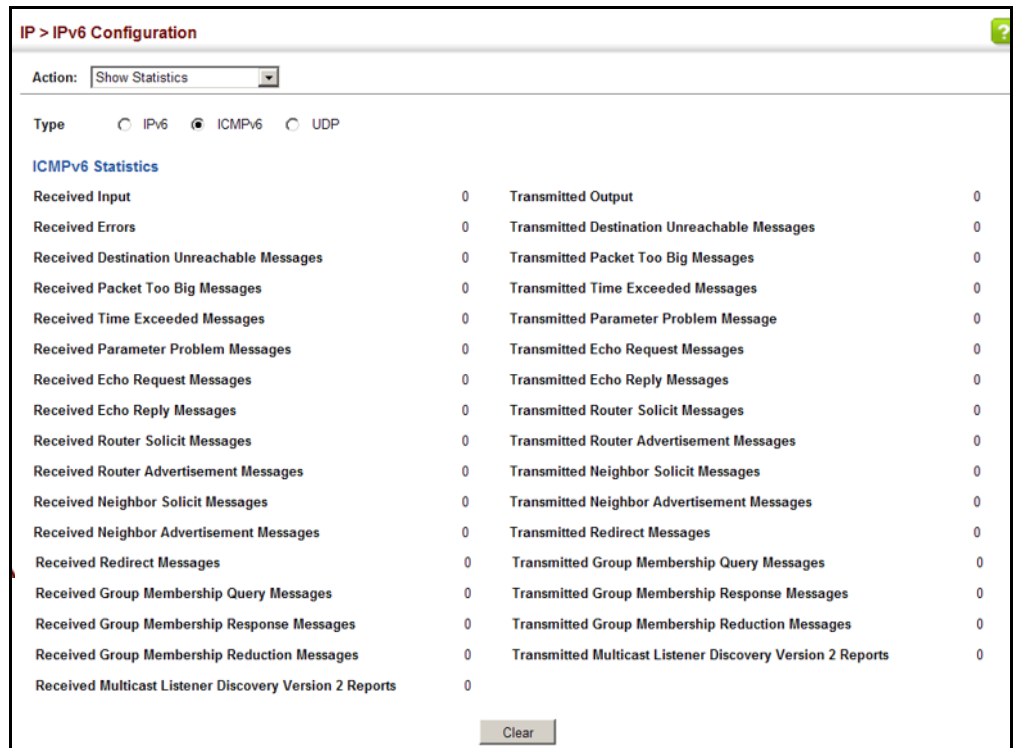 IP > IPv6 Configuration
?
Action: Show Statistics
Type IPv6 ICMPv6 UDP
ICMPv6 Statistics
Received Input 0 Transmitted Output 0
Received Errors 0 Transmitted Destination Unreachable Messages 0
Received Destination Unreachable Messages 0 Transmitted Packet Too Big Messages 0
Received Packet Too Big Messages 0 Transmitted Time Exceeded Messages 0
Received Time Exceeded Messages 0 Transmitted Parameter Problem Message 0
Received Parameter Problem Messages 0 Transmitted Echo Request Messages 0
Received Echo Request Messages 0 Transmitted Echo Reply Messages 0
Received Echo Reply Messages 0 Transmitted Router Solicit Messages 0
Received Router Solicit Messages 0 Transmitted Router Advertisement Messages 0
Received Router Advertisement Messages 0 Transmitted Neighbor Solicit Messages 0
Received Neighbor Solicit Messages 0 Transmitted Neighbor Advertisement Messages 0
Received Neighbor Advertisement Messages 0 Transmitted Redirect Messages 0
Received Redirect Messages 0 Transmitted Group Membership Query Messages 0
Received Group Membership Query Messages 0 Transmitted Group Membership Response Messages 0
Received Group Membership Response Messages 0 Transmitted Group Membership Reduction Messages 0
Received Group Membership Reduction Messages 0 Transmitted Multicast Listener Discovery Version 2 Reports 0
Received Multicast Listener Discovery Version 2 Reports 0
Clear